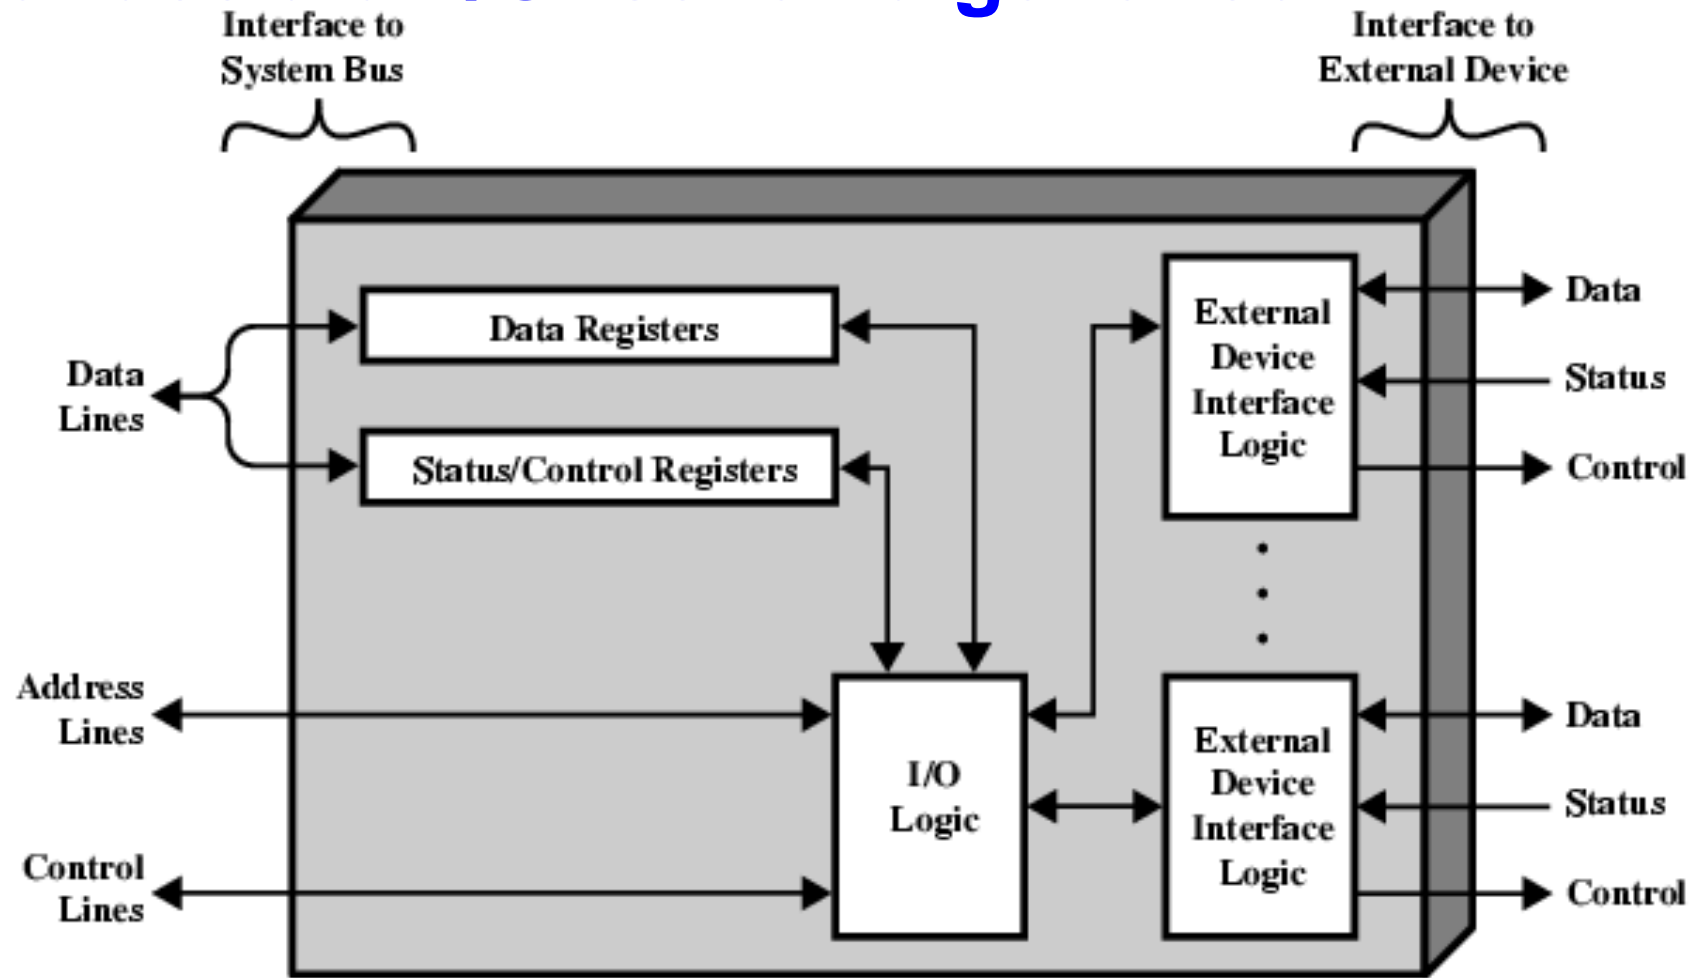 Interface to
System Bus
Interface to
External Device
Data Registers
Status/Control Registers
Data
Lines
Address
Lines
Control
Lines
I/O
Logic
External
Device
Interface
Logic
Data
Status
Control
External
Device
Interface
Logic
Data
Status
Control